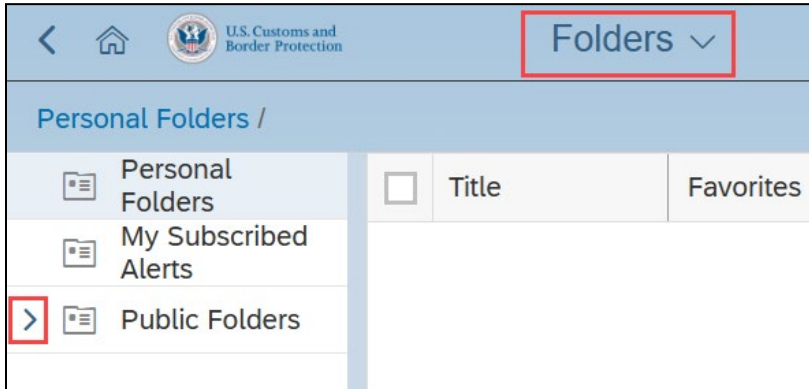 U.S. Customs and
Border Protection
Folders
Personal Folders /
Personal
Folders
Title
Favorites
My Subscribed
Alerts
Public Folders